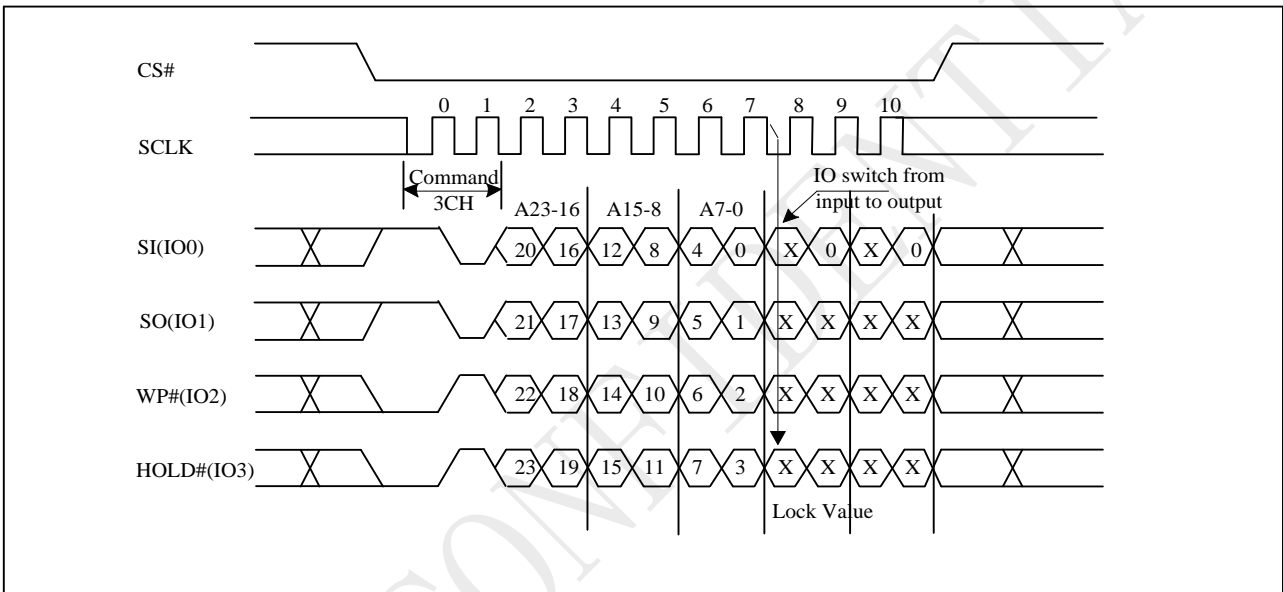 CS#
0 1 2 3 4 5 6 7 8 9 10
SCLK
Command
3CH
IO switch from
input to output
A23-16 A15-8 A7-0
SI(IO0) 20 16 12 8 4 0 X 0 X 0
SO(IO1) 21 17 13 9 5 1 X X X X
WP#(IO2) 22 18 14 10 6 2 X X X X
HOLD#(IO3) 23 19 15 11 7 3 X X X X
Lock Value
CONFIDENTIA